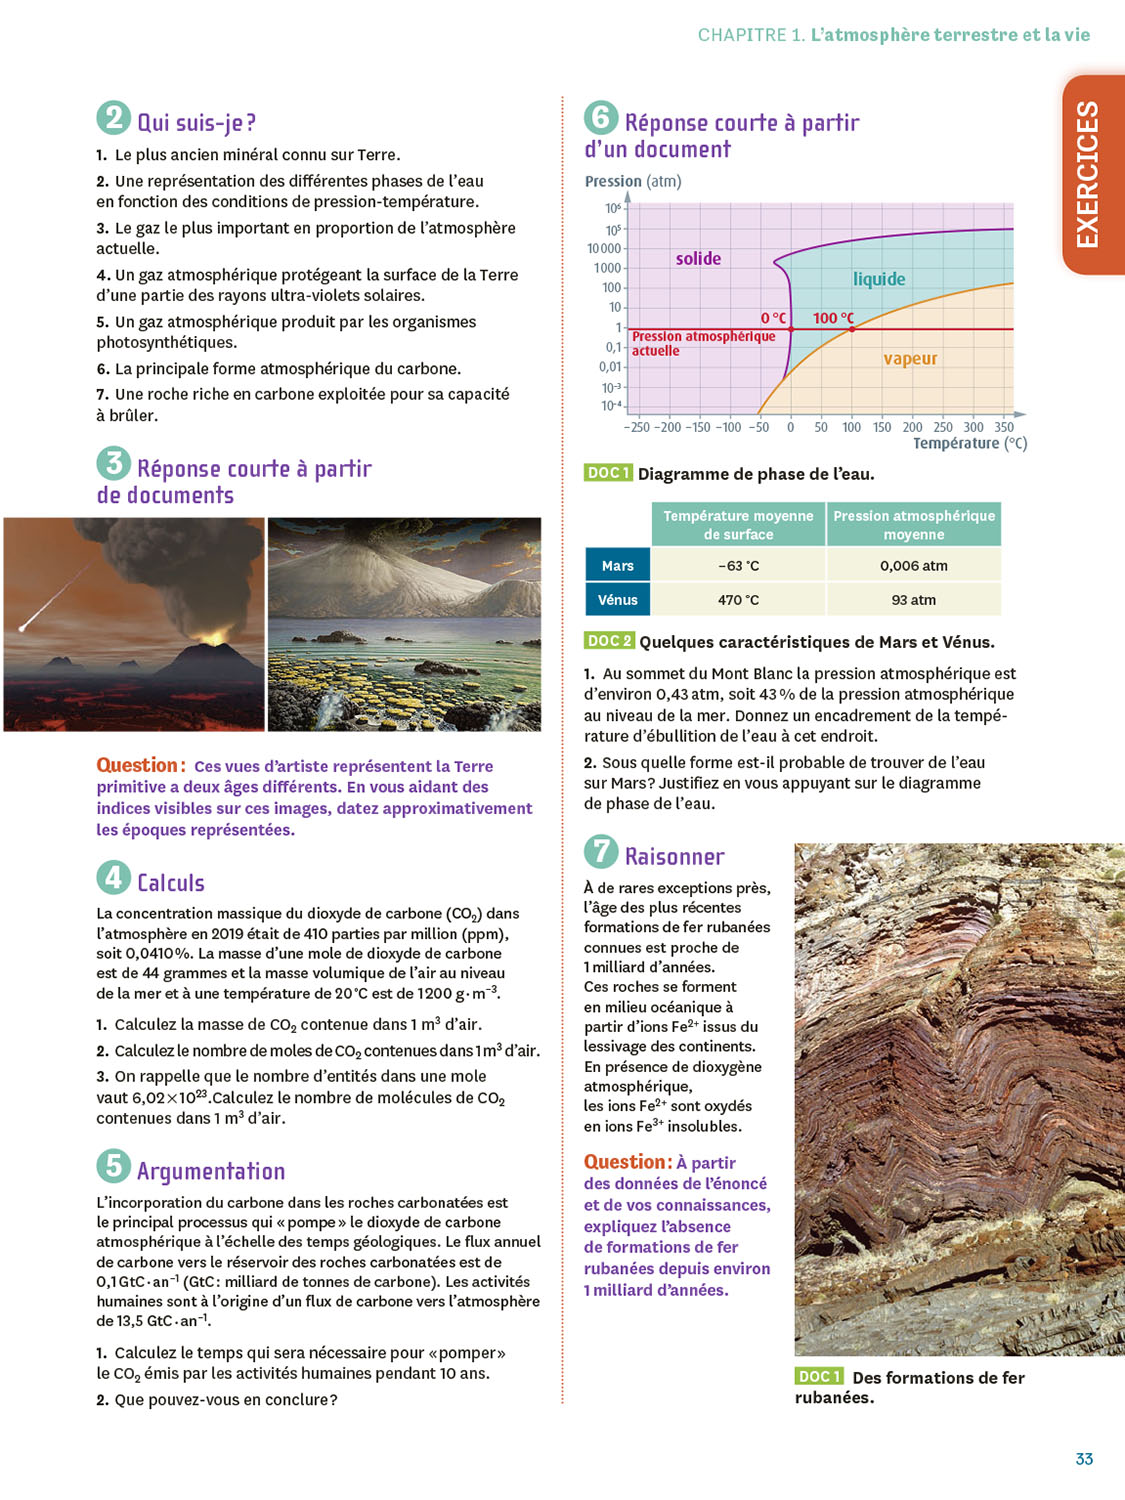 CHAPITRE 1. L’atmosphère terrestre et la vie
EXERCICES
2 Qui suis-je ?
1. Le plus ancien minéral connu sur Terre.
2. Une représentation des différentes phases de l’eau
en fonction des conditions de pression-température.
3. Le gaz le plus important en proportion de l’atmosphère
actuelle.
4. Un gaz atmosphérique protégeant la surface de la Terre
d’une partie des rayons ultra-violets solaires.
5. Un gaz atmosphérique produit par les organismes
photosynthétiques.
6. La principale forme atmosphérique du carbone.
7. Une roche riche en carbone exploitée pour sa capacité
à brûler.
3 Réponse courte à partir
de documents
Question : Ces vues d’artiste représentent la Terre
primitive a deux âges différents. En vous aidant des
indices visibles sur ces images, datez approximativement
les époques représentées.
4 Calculs
La concentration massique du dioxyde de carbone (CO₂) dans
l’atmosphère en 2019 était de 410 parties par million (ppm),
soit 0,0410 %. La masse d’une mole de dioxyde de carbone
est de 44 grammes et la masse volumique de l’air au niveau
de la mer et à une température de 20 °C est de 1 200 g·m⁻³.
1. Calculez la masse de CO₂ contenue dans 1 m³ d’air.
2. Calculez le nombre de moles de CO₂ contenues dans 1 m³ d’air.
3. On rappelle que le nombre d’entités dans une mole
vaut 6,02 × 10²³.Calculez le nombre de molécules de CO₂
contenues dans 1 m³ d’air.
5 Argumentation
L’incorporation du carbone dans les roches carbonatées est
le principal processus qui « pompe » le dioxyde de carbone
atmosphérique à l’échelle des temps géologiques. Le flux annuel
de carbone vers le réservoir des roches carbonatées est de
0,1 GtC·an⁻¹ (GtC : milliard de tonnes de carbone). Les activités
humaines sont à l’origine d’un flux de carbone vers l’atmosphère
de 13,5 GtC·an⁻¹.
1. Calculez le temps qui sera nécessaire pour « pomper »
le CO₂ émis par les activités humaines pendant 10 ans.
2. Que pouvez-vous en conclure ?
6 Réponse courte à partir
d’un document
Pression (atm)
10⁶
10⁵
10 000
1000
100
10
1
0,1
0,01
10⁻³
10⁻⁴
solide
liquide
vapeur
0 °C
100 °C
Pression atmosphérique
actuelle
−250 −200 −150 −100 −50 0 50 100 150 200 250 300 350
Température (°C)
DOC 1 Diagramme de phase de l’eau.
Température moyenne
de surface
Pression atmosphérique
moyenne
Mars −63 °C 0,006 atm
Vénus 470 °C 93 atm
DOC 2 Quelques caractéristiques de Mars et Vénus.
1. Au sommet du Mont Blanc la pression atmosphérique est
d’environ 0,43 atm, soit 43 % de la pression atmosphérique
au niveau de la mer. Donnez un encadrement de la tempé-
rature d’ébullition de l’eau à cet endroit.
2. Sous quelle forme est-il probable de trouver de l’eau
sur Mars ? Justifiez en vous appuyant sur le diagramme
de phase de l’eau.
7 Raisonner
À de rares exceptions près,
l’âge des plus récentes
formations de fer rubanées
connues est proche de
1 milliard d’années.
Ces roches se forment
en milieu océanique à
partir d’ions Fe²⁺ issus du
lessivage des continents.
En présence de dioxygène
atmosphérique,
les ions Fe²⁺ sont oxydés
en ions Fe³⁺ insolubles.
Question : À partir
des données de l’énoncé
et de vos connaissances,
expliquez l’absence
de formations de fer
rubanées depuis environ
1 milliard d’années.
DOC 1 Des formations de fer
rubanées.
33